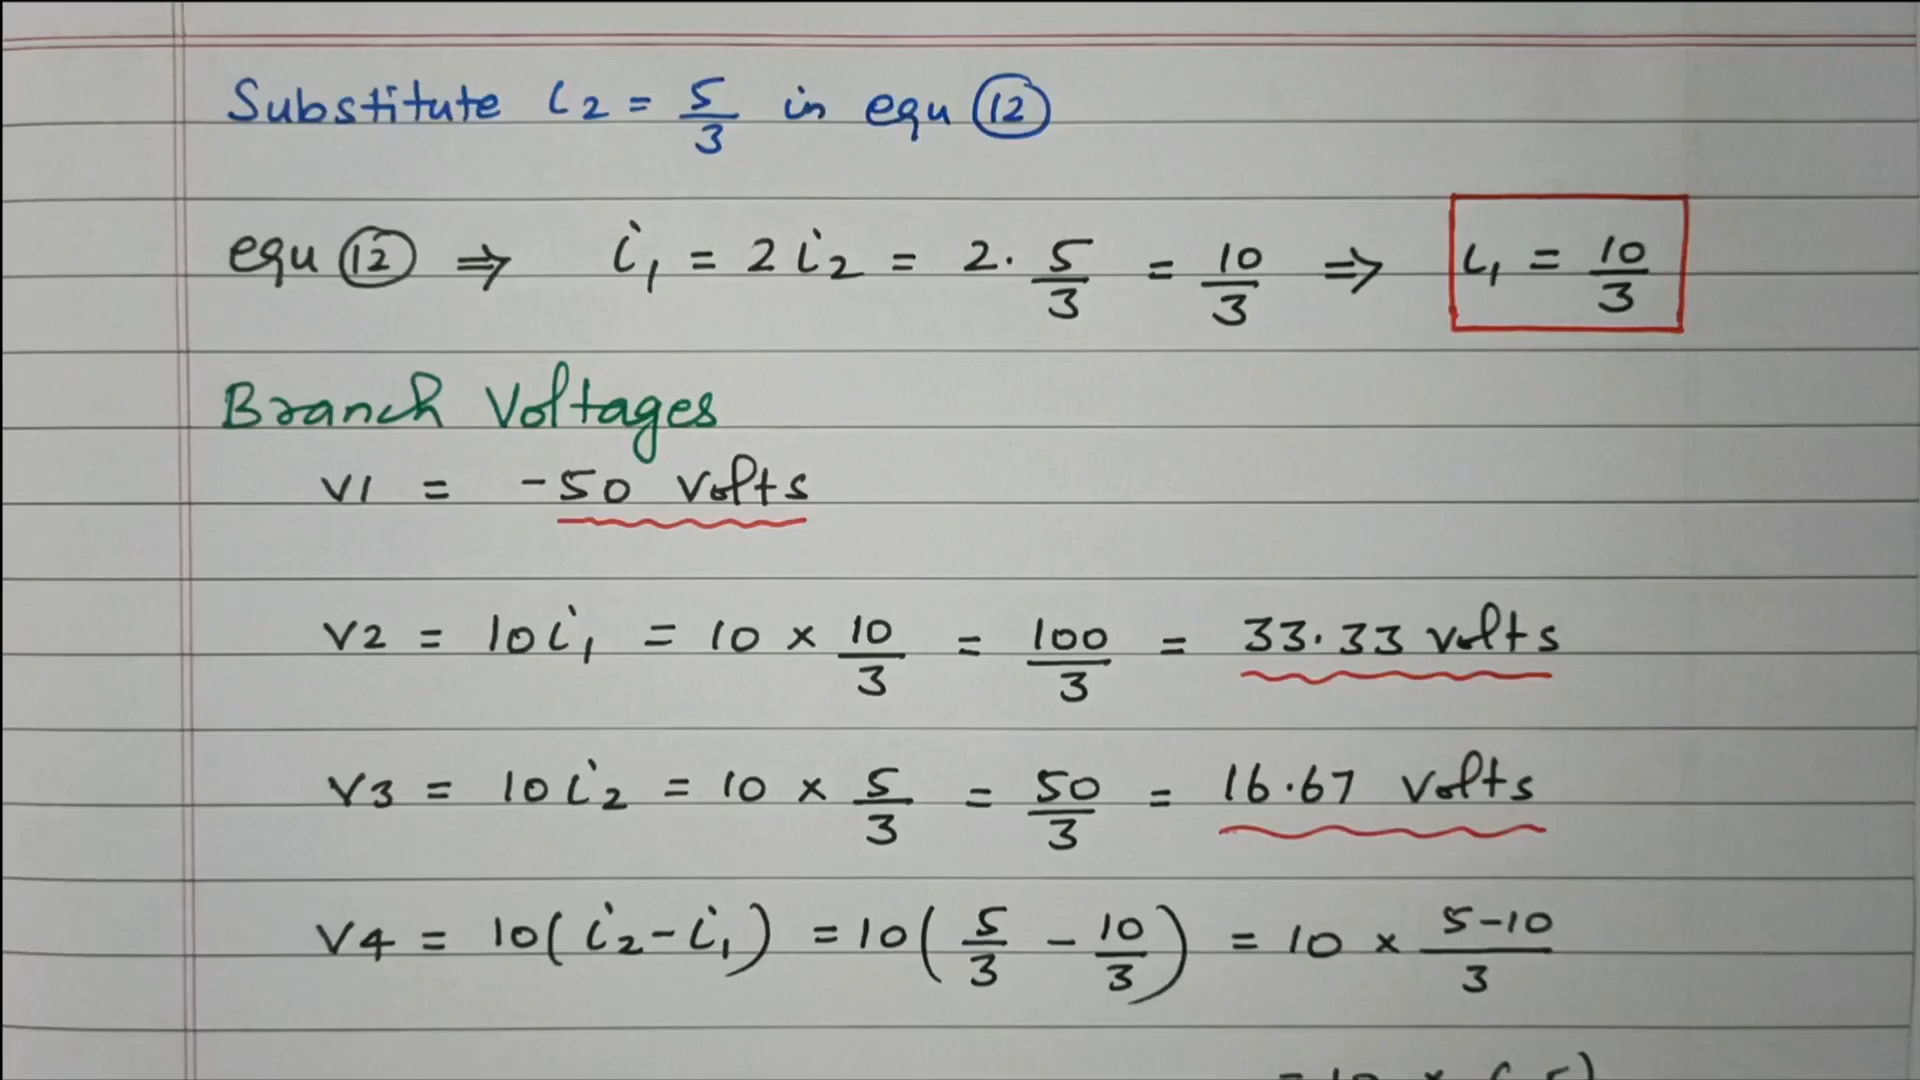 Substitute i2 = 5/3 in equ (12)
equ (12) ⇒ i1 = 2 i2 = 2 · 5/3 = 10/3 ⇒ i1 = 10/3
Branch Voltages
V1 = -50 volts
V2 = 10i1 = 10 × 10/3 = 100/3 = 33.33 volts
V3 = 10i2 = 10 × 5/3 = 50/3 = 16.67 volts
V4 = 10(i2-i1) = 10(5/3 - 10/3) = 10 × 5-10/3